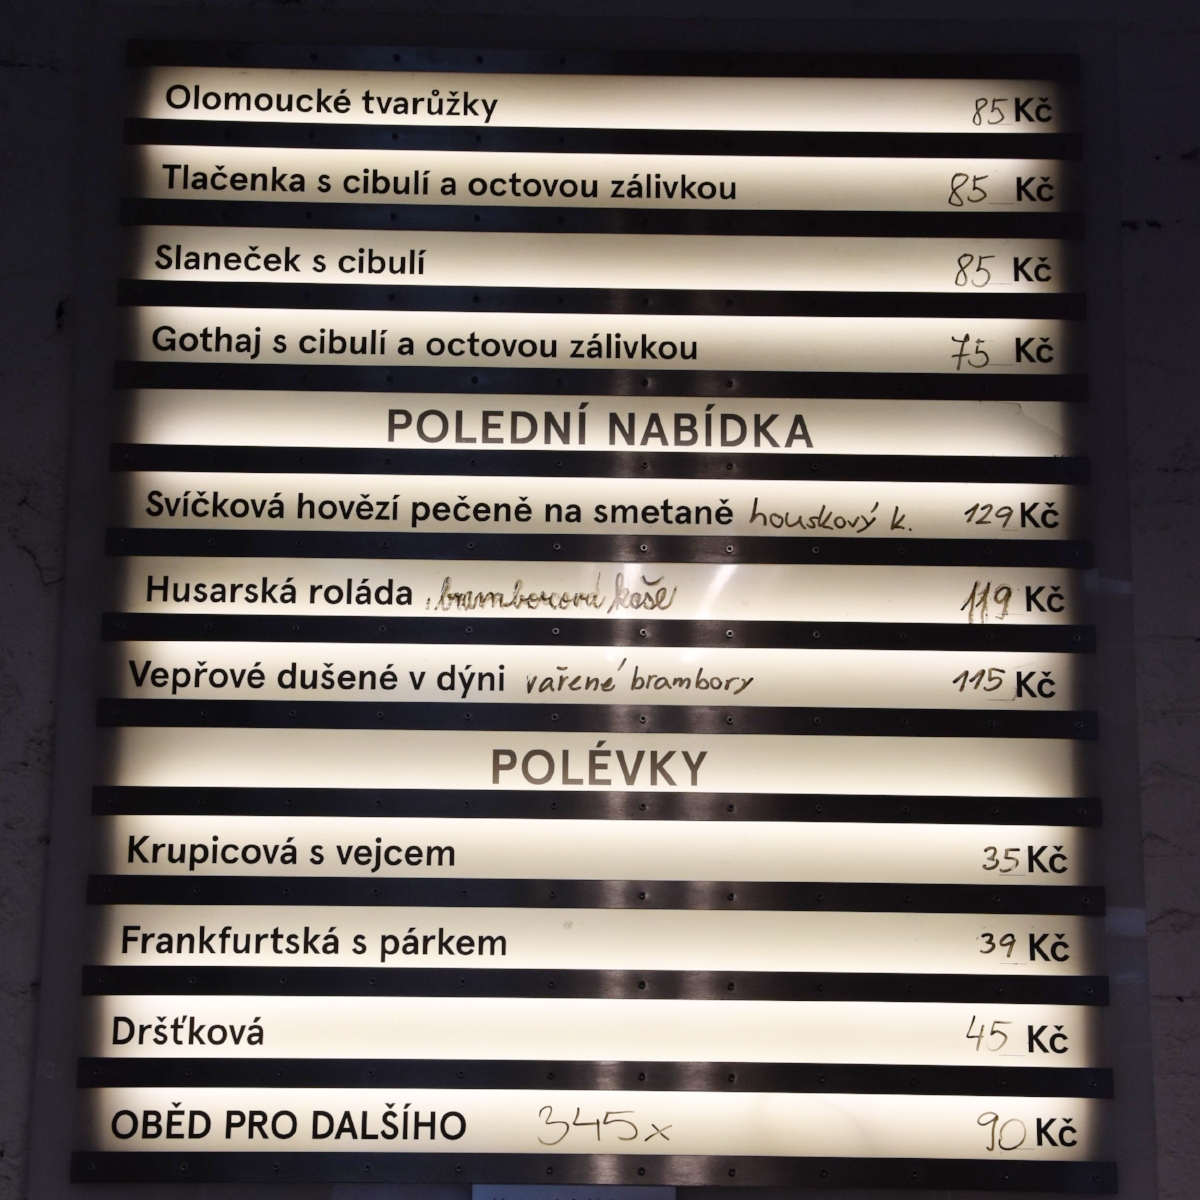 Olomoucké tvarůžky 85 Kč
Tlačenka s cibulí a octovou zálivkou 85 Kč
Slaneček s cibulí 85 Kč
Gothaj s cibulí a octovou zálivkou 75 Kč
POLEDNÍ NABÍDKA
Svíčková hovězí pečeně na smetaně houskový k. 129 Kč
Husarská roláda bramborová kaše 119 Kč
Vepřové dušené v dýni vařené brambory 115 Kč
POLÉVKY
Krupicová s vejcem 35 Kč
Frankfurtská s párkem 39 Kč
Dršťková 45 Kč
OBĚD PRO DALŠÍHO 345x 90 Kč